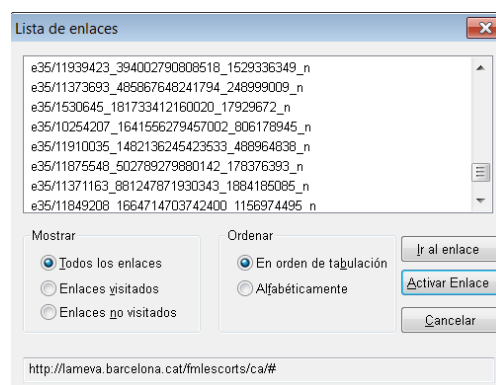 Lista de enlaces
e35/11939423_394002790808518_1529336349_n
e35/11373693_485867648241794_248999009_n
e35/1530645_181733412160020_17929672_n
e35/10254207_1641556279457002_806178945_n
e35/11910035_1482136245423533_488964838_n
e35/11875548_502789279880142_178376393_n
e35/11371163_881247871930343_1884185085_n
e35/11849208_1664714703742400_1156974495_n
Mostrar
Todos los enlaces
Enlaces visitados
Enlaces no visitados
Ordenar
En orden de tabulación
Alfabéticamente
Ir al enlace
Activar Enlace
Cancelar
http://lameva.barcelona.cat/fmlescorts/ca/#